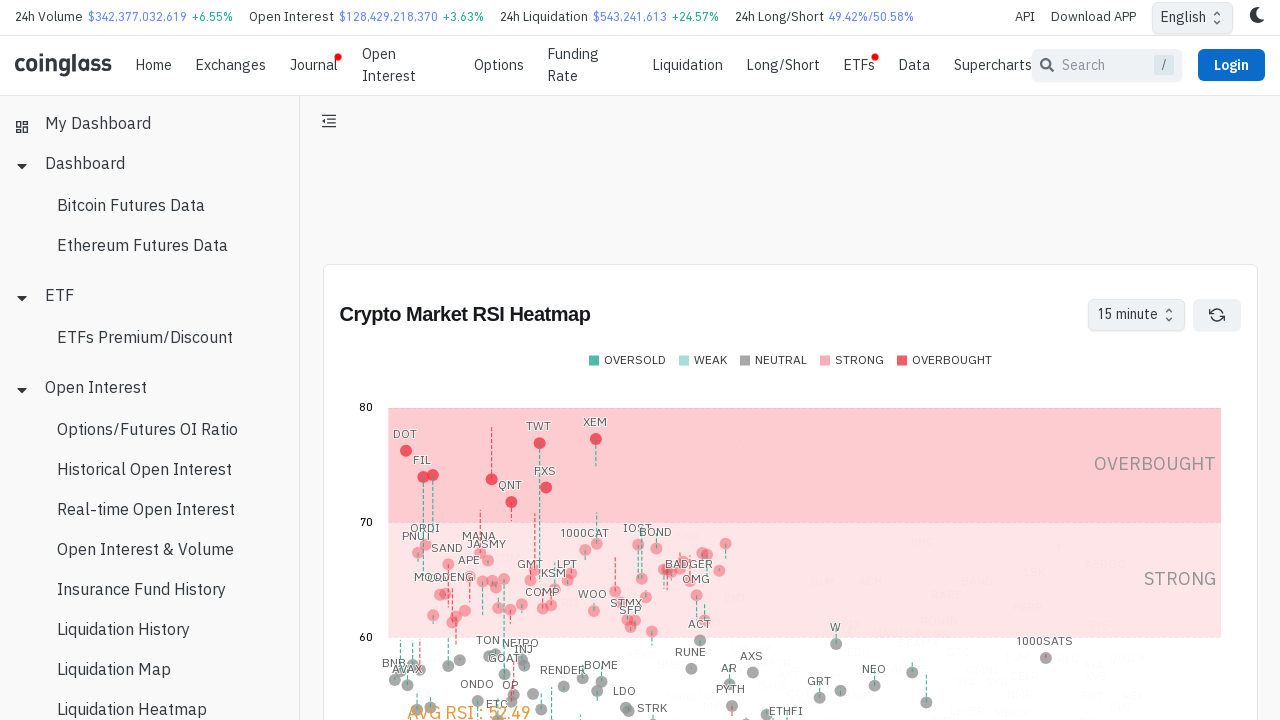 24h Volume $342,377,032,619 +6.55% Open Interest $128,429,218,370 +3.63% 24h Liquidation $543,241,613 +24.57% 24h Long/Short 49.42%/50.58% API Download APP English
coinglass Home Exchanges Journal Open Interest Options Funding Rate Liquidation Long/Short ETFs Data Supercharts Search / Login
My Dashboard
Dashboard
Bitcoin Futures Data
Ethereum Futures Data
ETF
ETFs Premium/Discount
Open Interest
Options/Futures OI Ratio
Historical Open Interest
Real-time Open Interest
Open Interest & Volume
Insurance Fund History
Liquidation History
Liquidation Map
Liquidation Heatmap
Crypto Market RSI Heatmap 15 minute
OVERSOLD WEAK NEUTRAL STRONG OVERBOUGHT
80
XEM
TWT
DOT
FIL
OVERBOUGHT
FXS
QNT
70
ORDI
IOST
1000CAT BOND
PNUT MANA
JASMY
SAND
APE GMT LPT BADGER
KSM
MOODENG OMG STRONG
COMP WOO
STMX
SFP
ACT
W
60
TON NEIRO 1000SATS
INJ RUNE
GOAT AXS
BNB
AVAX RENDER BOME AR NEO
ONDO OP GRT
LDO PYTH
ETC STRK ETHFI
AVG RSI : 52.49